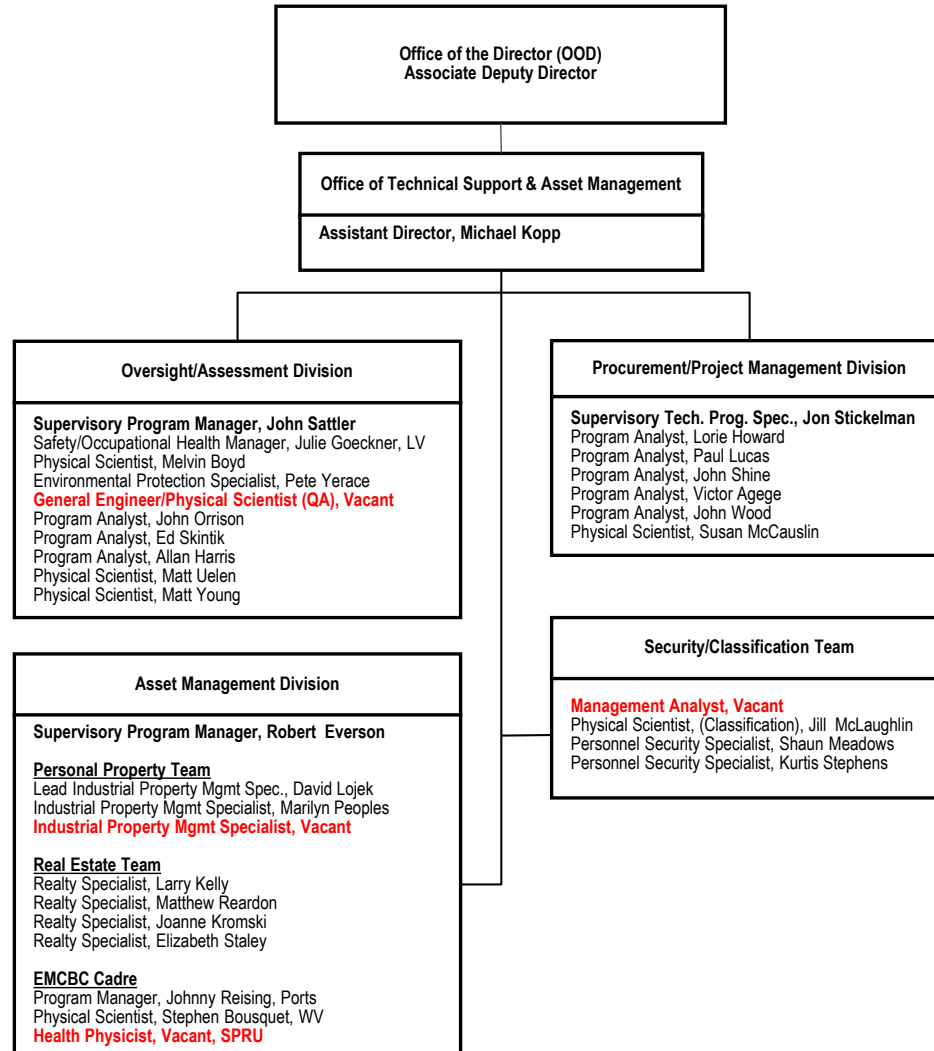 Office of the Director (OOD)
Associate Deputy Director
Office of Technical Support & Asset Management
Assistant Director, Michael Kopp
Oversight/Assessment Division
Supervisory Program Manager, John Sattler
Safety/Occupational Health Manager, Julie Goeckner, LV
Physical Scientist, Melvin Boyd
Environmental Protection Specialist, Pete Yerace
General Engineer/Physical Scientist (QA), Vacant
Program Analyst, John Orrison
Program Analyst, Ed Skintik
Program Analyst, Allan Harris
Physical Scientist, Matt Uelen
Physical Scientist, Matt Young
Procurement/Project Management Division
Supervisory Tech. Prog. Spec., Jon Stickelman
Program Analyst, Lorie Howard
Program Analyst, Paul Lucas
Program Analyst, John Shine
Program Analyst, Victor Agege
Program Analyst, John Wood
Physical Scientist, Susan McCauslin
Asset Management Division
Supervisory Program Manager, Robert Everson
Personal Property Team
Lead Industrial Property Mgmt Spec., David Lojek
Industrial Property Mgmt Specialist, Marilyn Peoples
Industrial Property Mgmt Specialist, Vacant
Real Estate Team
Realty Specialist, Larry Kelly
Realty Specialist, Matthew Reardon
Realty Specialist, Joanne Kromski
Realty Specialist, Elizabeth Staley
EMCBC Cadre
Program Manager, Johnny Reising, Ports
Physical Scientist, Stephen Bousquet, WV
Health Physicist, Vacant, SPRU
Security/Classification Team
Management Analyst, Vacant
Physical Scientist, (Classification), Jill McLaughlin
Personnel Security Specialist, Shaun Meadows
Personnel Security Specialist, Kurtis Stephens